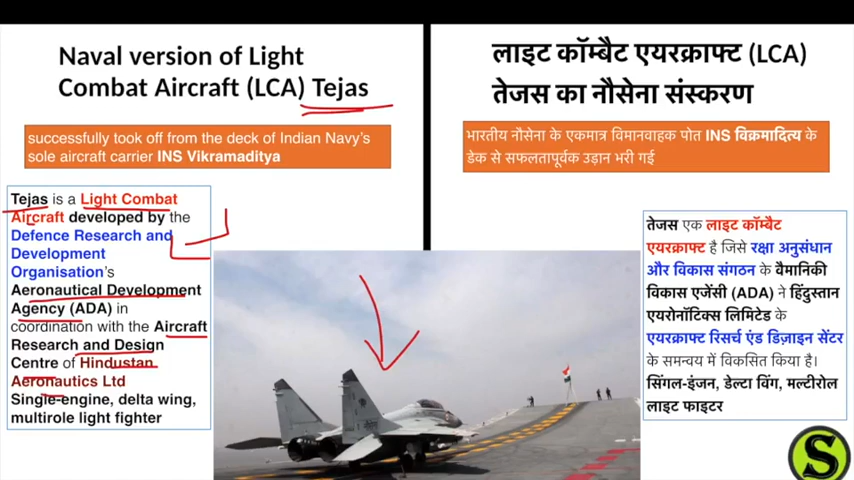 Naval version of Light
Combat Aircraft (LCA) Tejas
successfully took off from the deck of Indian Navy's
sole aircraft carrier INS Vikramaditya
Tejas is a Light Combat
Aircraft developed by the
Defence Research and
Development
Organisation's
Aeronautical Development
Agency (ADA) in
coordination with the Aircraft
Research and Design
Centre of Hindustan
Aeronautics Ltd
Single-engine, delta wing,
multirole light fighter
लाइट कॉम्बैट एयरक्राफ्ट (LCA)
तेजस का नौसेना संस्करण
भारतीय नौसेना के एकमात्र विमानवाहक पोत INS विक्रमादित्य के
डेक से सफलतापूर्वक उड़ान भरी गई
तेजस एक लाइट कॉम्बैट
एयरक्राफ्ट है जिसे रक्षा अनुसंधान
और विकास संगठन के वैमानिकी
विकास एजेंसी (ADA) ने हिंदुस्तान
एयरोनॉटिक्स लिमिटेड के
एयरक्राफ्ट रिसर्च एंड डिज़ाइन सेंटर
के समन्वय में विकसित किया है।
सिंगल-इंजन, डेल्टा विंग, मल्टीरोल
लाइट फाइटर
S